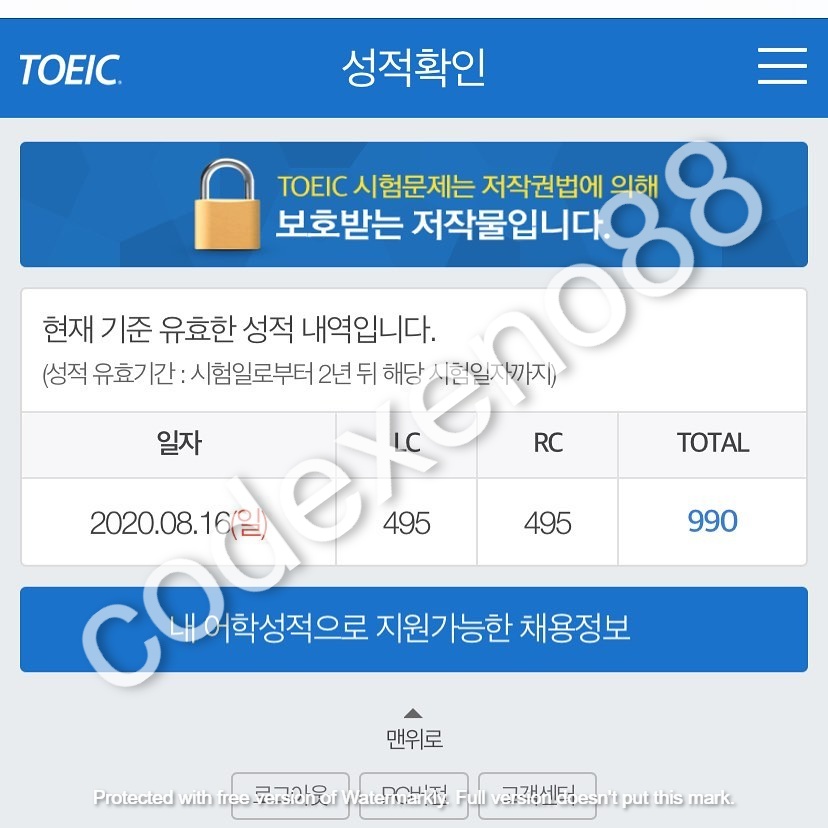 TOEIC
성적확인
TOEIC 시험문제는 저작권법에 의해
보호받는 저작물입니다.
현재 기준 유효한 성적 내역입니다.
(성적 유효기간 : 시험일로부터 2년 뒤 해당 시험일자까지)
일자 LC RC TOTAL
2020.08.16(일) 495 495 990
내 어학성적으로 지원가능한 채용정보
맨위로
로그아웃 PC버전 고객센터
Protected with free version of Watermarkly. Full version doesn't put this mark.
codexeno88